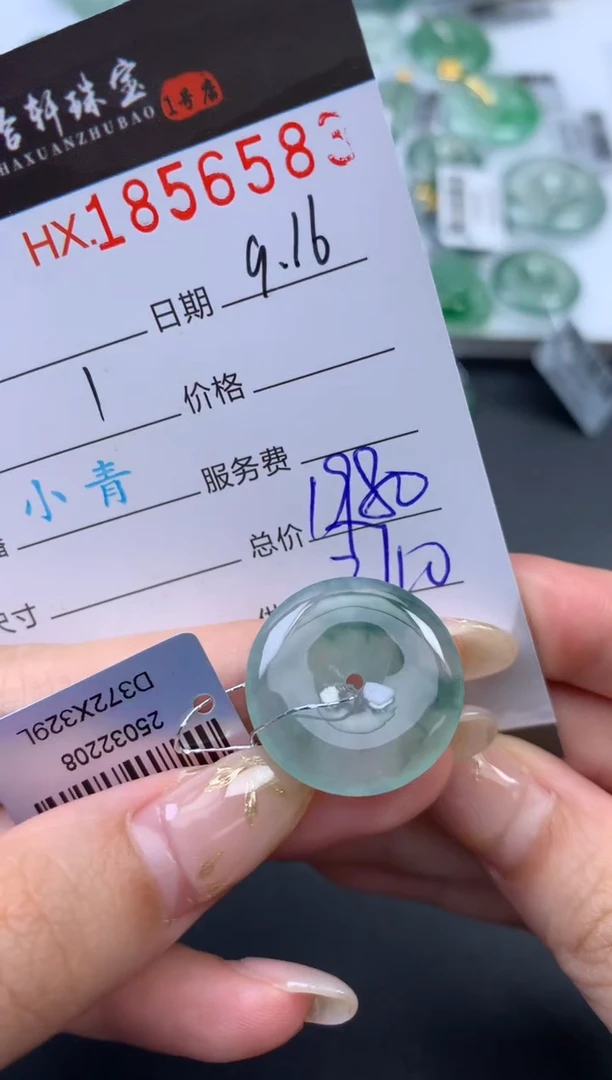 轩珠宝 1号店
HAXUANZHUBAO
HX.1856583
日期 9.16
1 价格
小青 服务费
1980
总价
尺寸
D372X329L
25032208